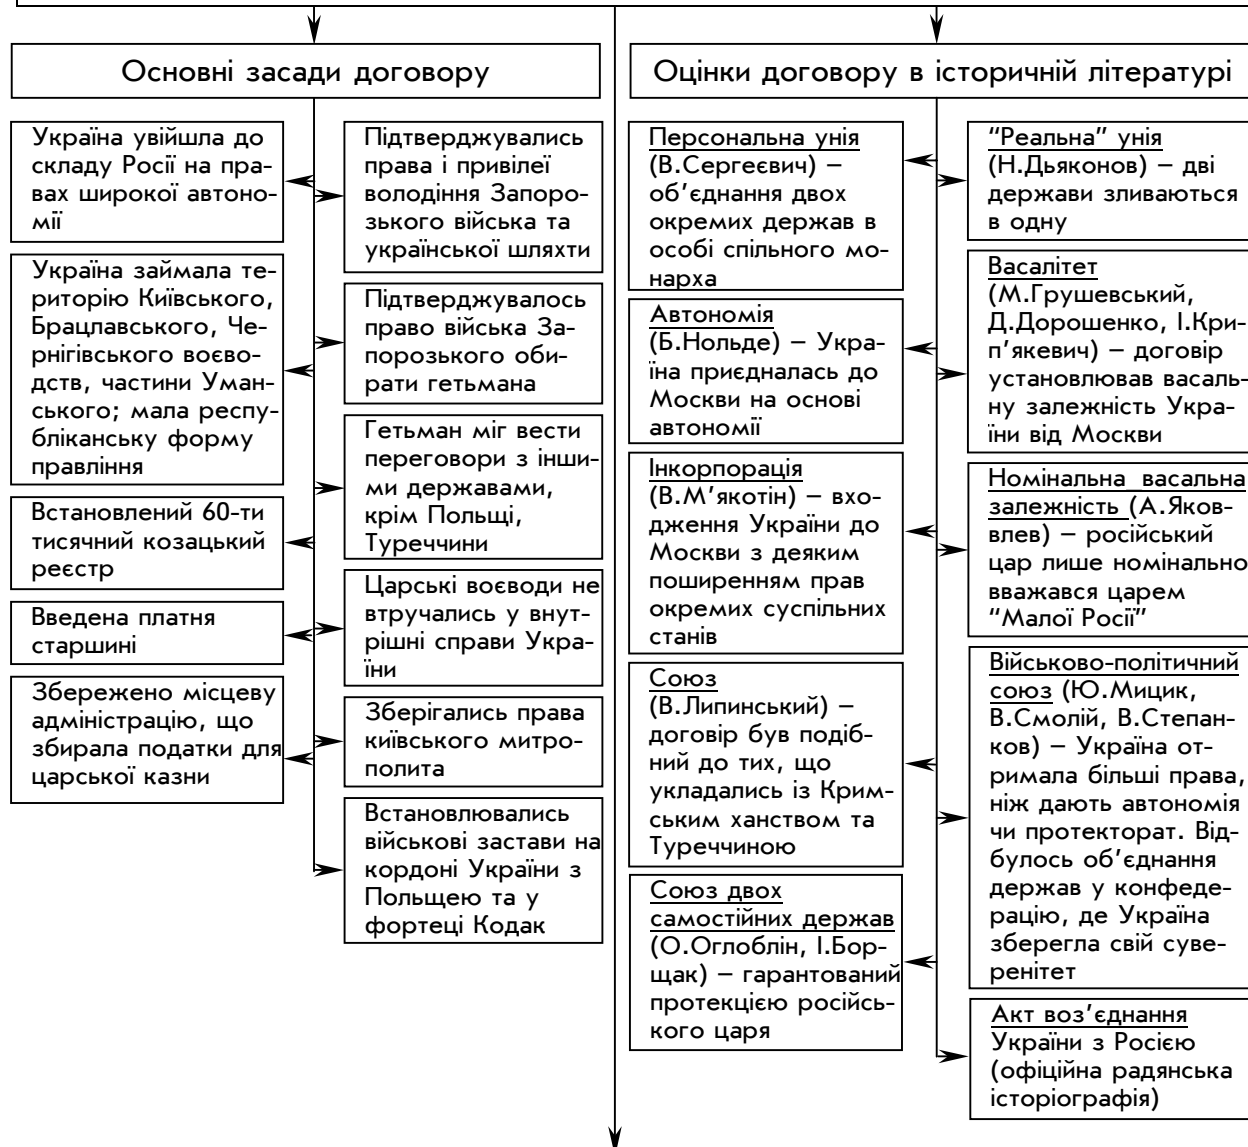 Основні засади договору
Україна увійшла до
складу Росії на пра-
вах широкої автоно-
мії
Україна займала те-
риторію Київського,
Брацлавського, Че-
рнігівського воєво-
дств, частини Уман-
ського; мала респу-
бліканську форму
правління
Встановлений 60-ти
тисячний козацький
реєстр
Введена платня
старшині
Збережено місцеву
адміністрацію, що
збирала податки для
царської казни
Підтверджувались
права і привілеї
володіння Запоро-
зького війська та
української шляхти
Підтверджувалось
право війська За-
порозького оби-
рати гетьмана
Гетьман міг вести
переговори з інши-
ми державами,
крім Польщі,
Туреччини
Царські воєводи не
втручались у внут-
рішні справи Укра-
їни
Зберігались права
київського митро-
полита
Встановлювались
військові застави на
кордоні України з
Польщею та у
фортеці Кодак
Оцінки договору в історичній літературі
Персональна унія
(В.Сергеєвич) –
об’єднання двох
окремих держав в
особі спільного мо-
нарха
Автономія
(Б.Нольде) – Укра-
їна приєдналась до
Москви на основі
автономії
Інкорпорація
(В.М’якотін) – вхо-
дження України до
Москви з деяким
поширенням прав
окремих суспільних
станів
Союз
(В.Липинський) –
договір був подіб-
ний до тих, що
укладались із Крим-
ським ханством та
Туреччиною
Союз двох
самостійних держав
(О.Оглоблін, І.Бор-
щак) – гарантований
протекцією російсь-
кого царя
“Реальна” унія
(Н.Дьяконов) – дві
держави зливаються
в одну
Васалітет
(М.Грушевський,
Д.Дорошенко, І.Кри-
п’якевич) – договір
установлював васаль-
ну залежність Укра-
їни від Москви
Номінальна васальна
залежність (А.Яков-
влев) – російський
цар лише номінально
вважався царем
“Малої Росії”
Військово-політичний
союз (Ю.Мицик,
В.Смолій, В.Степан-
ков) – Україна от-
римала більші права,
ніж дають автономія
чи протекторат. Від-
булось об’єднання
держав у конфеде-
рацію, де Україна
зберегла свій суве-
ренітет
Акт воз’єднання
України з Росією
(офіційна радянська
історіографія)